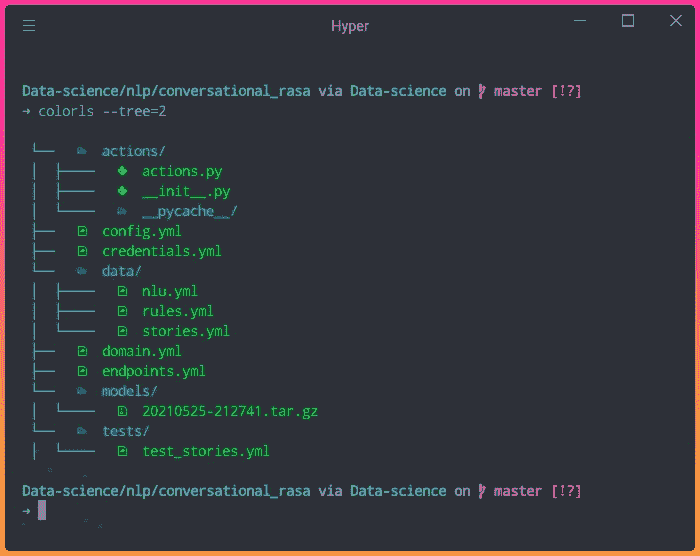 Hyper
Data-science/nlp/conversational_rasa via Data-science on master [!?]
→ colorls --tree=2
actions/
actions.py
__init__.py
__pycache__/
config.yml
credentials.yml
data/
nlu.yml
rules.yml
stories.yml
domain.yml
endpoints.yml
models/
20210525-212741.tar.gz
tests/
test_stories.yml
Data-science/nlp/conversational_rasa via Data-science on master [!?]
→